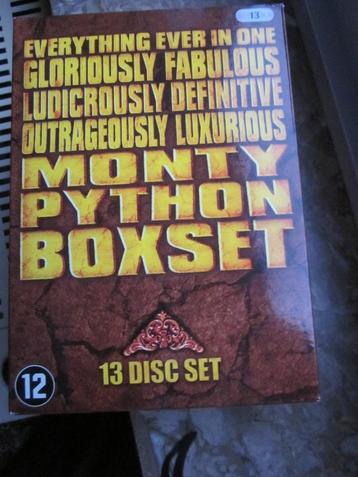 13
EVERYTHING EVER IN ONE
GLORIOUSLY FABULOUS
LUDICROUSLY DEFINITIVE
OUTRAGEOUSLY LUXURIOUS
MONTY
PYTHON
BOXSET
13 DISC SET
12